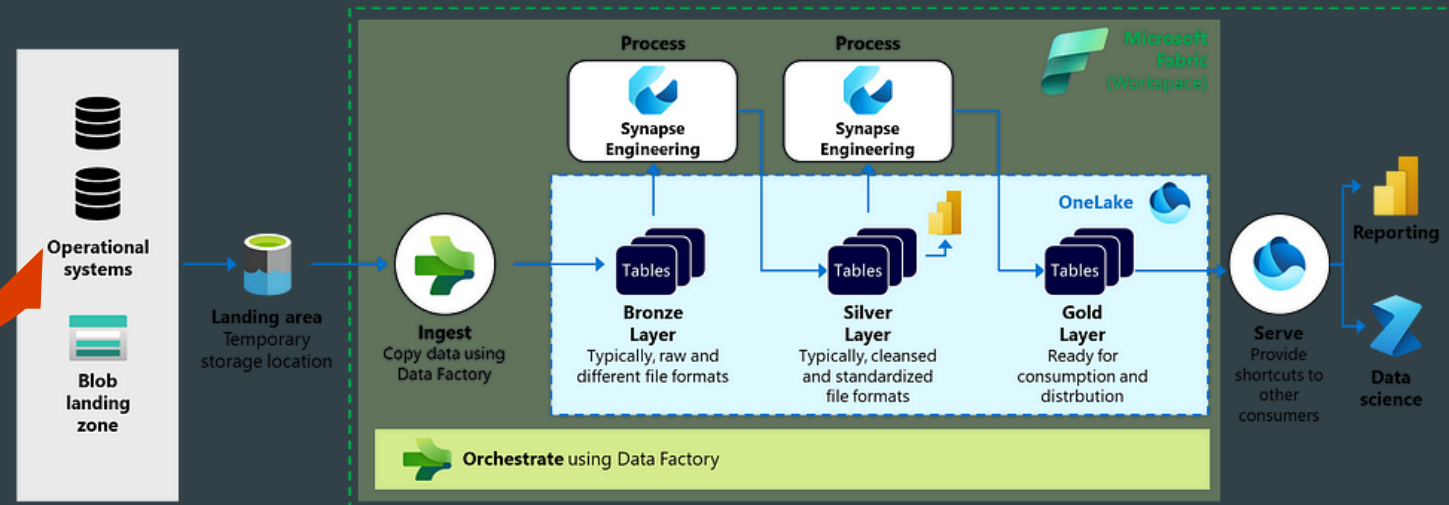 Operational
systems
Blob
landing
zone
Landing area
Temporary
storage location
Ingest
Copy data using
Data Factory
Process
Synapse
Engineering
Process
Synapse
Engineering
Microsoft
Fabric
(Workspace)
OneLake
Tables
Bronze
Layer
Typically, raw and
different file formats
Tables
Silver
Layer
Typically, cleansed
and standardized
file formats
Tables
Gold
Layer
Ready for
consumption and
distrbution
Orchestrate using Data Factory
Serve
Provide
shortcuts to
other
consumers
Reporting
Data
science